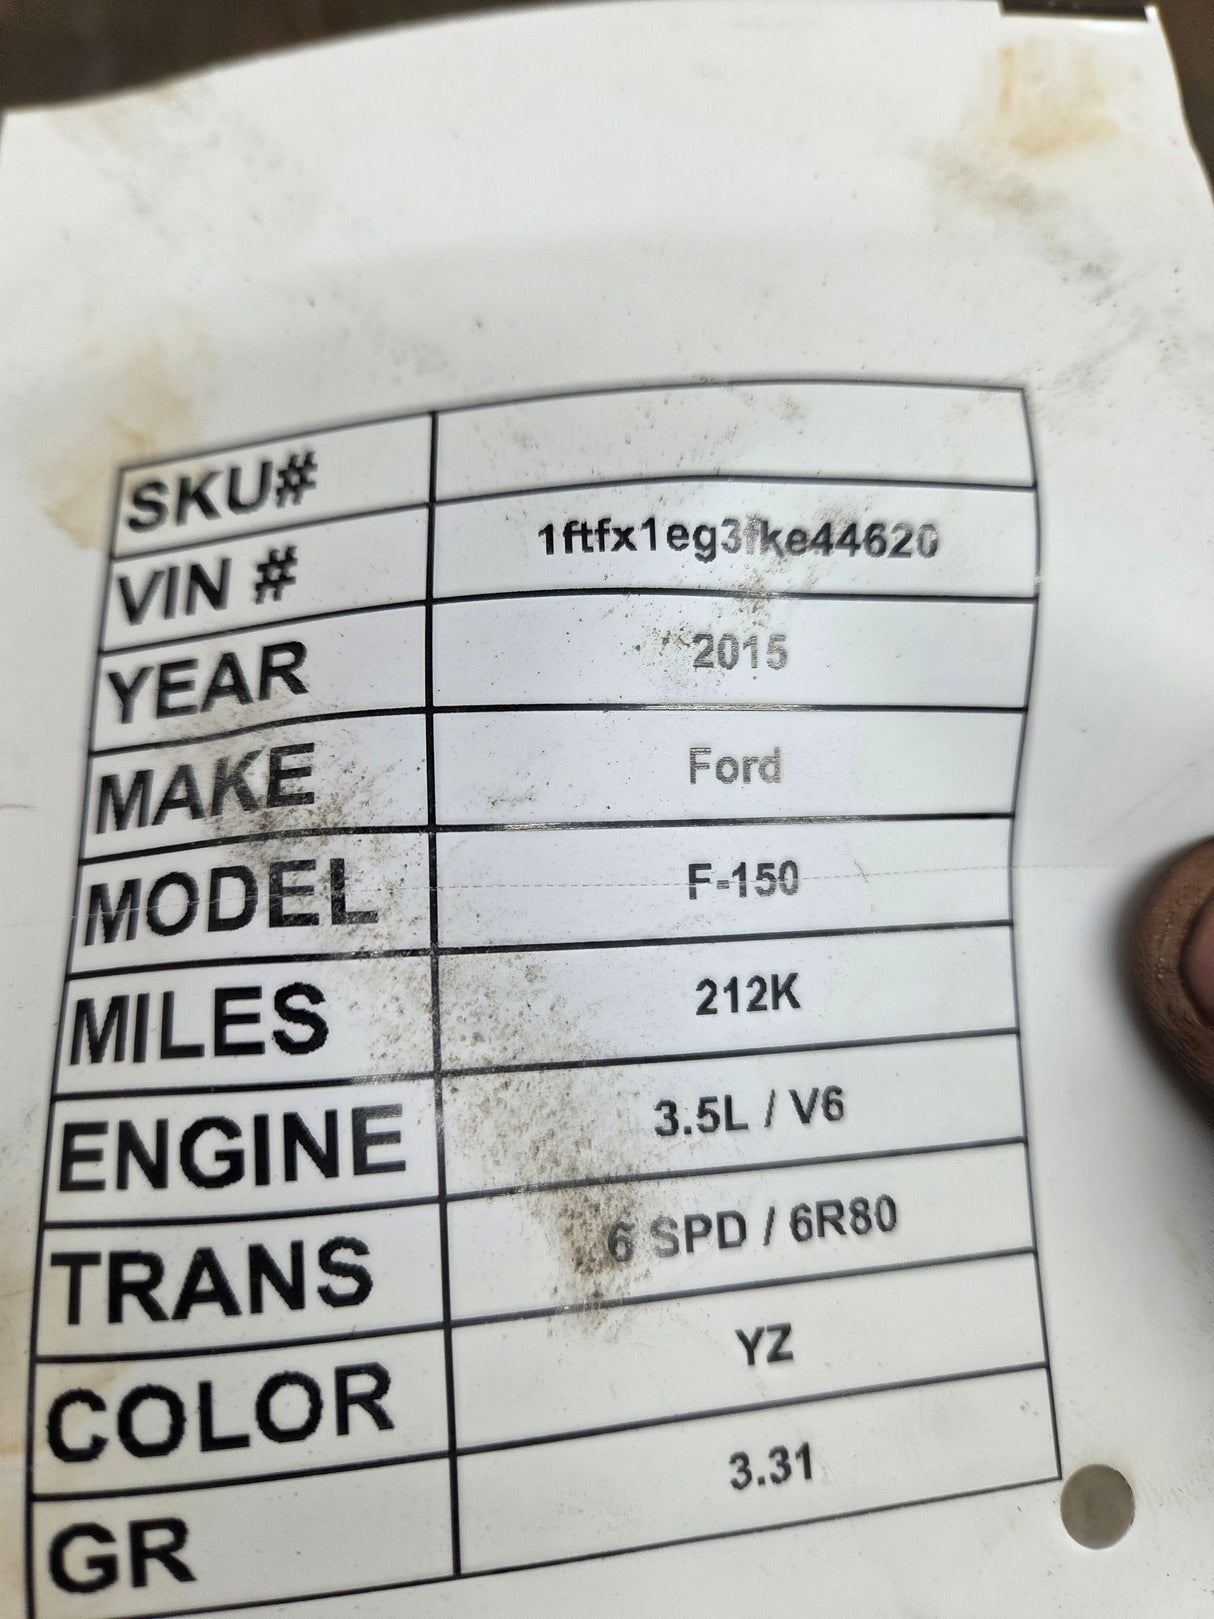 SKU#
VIN # 1ftfx1eg3fke44620
YEAR 2015
MAKE Ford
MODEL F-150
MILES 212K
ENGINE 3.5L / V6
TRANS 6 SPD / 6R80
COLOR YZ
GR 3.31